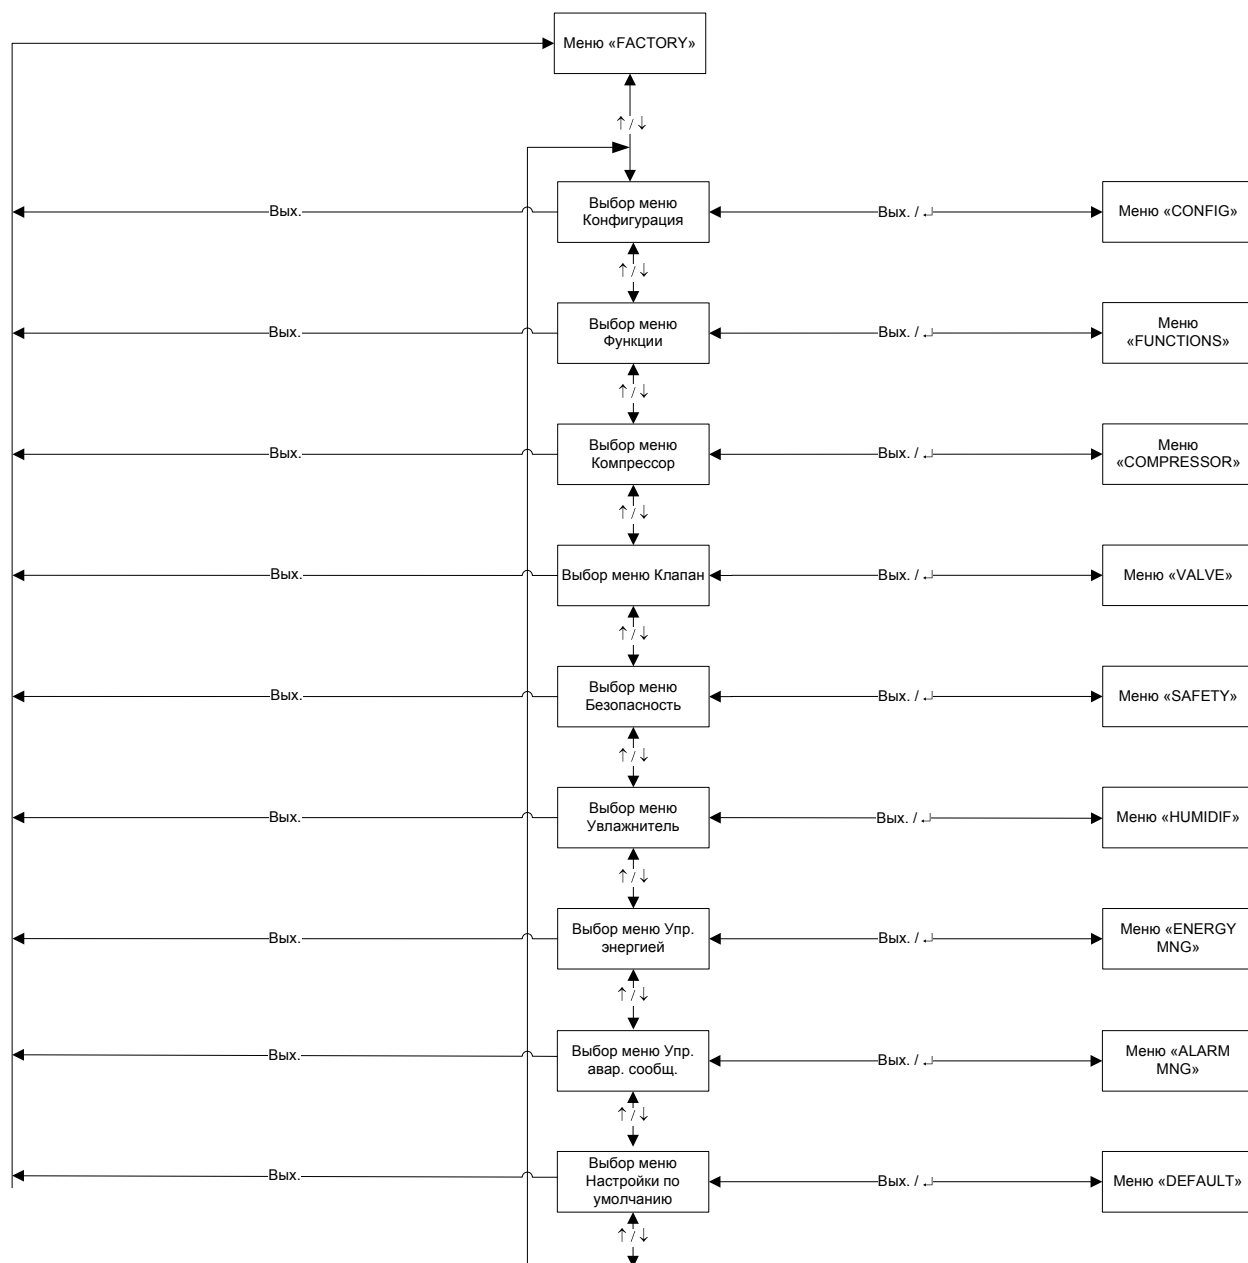 Меню «FACTORY»
↑ / ↓
Выбор меню
Конфигурация
Вых.
Вых. / ↵
Меню «CONFIG»
↑ / ↓
Выбор меню
Функции
Вых.
Вых. / ↵
Меню
«FUNCTIONS»
↑ / ↓
Выбор меню
Компрессор
Вых.
Вых. / ↵
Меню
«COMPRESSOR»
↑ / ↓
Выбор меню Клапан
Вых.
Вых. / ↵
Меню «VALVE»
↑ / ↓
Выбор меню
Безопасность
Вых.
Вых. / ↵
Меню «SAFETY»
↑ / ↓
Выбор меню
Увлажнитель
Вых.
Вых. / ↵
Меню «HUMIDIF»
↑ / ↓
Выбор меню Упр.
энергией
Вых.
Вых. / ↵
Меню «ENERGY
MNG»
↑ / ↓
Выбор меню Упр.
авар. сообщ.
Вых.
Вых. / ↵
Меню «ALARM
MNG»
↑ / ↓
Выбор меню
Настройки по
умолчанию
Вых.
Вых. / ↵
Меню «DEFAULT»
↑ / ↓